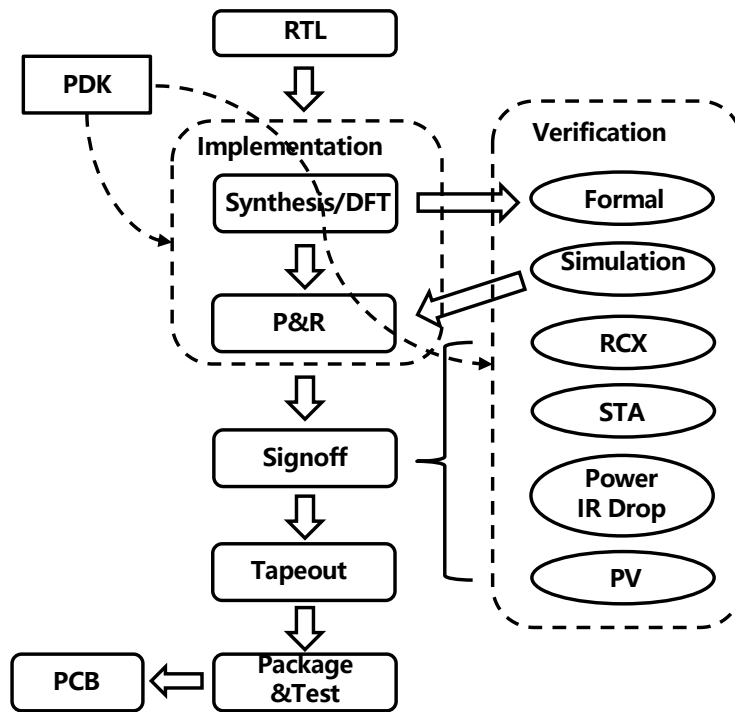 RTL
PDK
Implementation
Verification
Synthesis/DFT
Formal
Simulation
P&R
RCX
STA
Signoff
Power
IR Drop
Tapeout
PV
Package
&Test
PCB